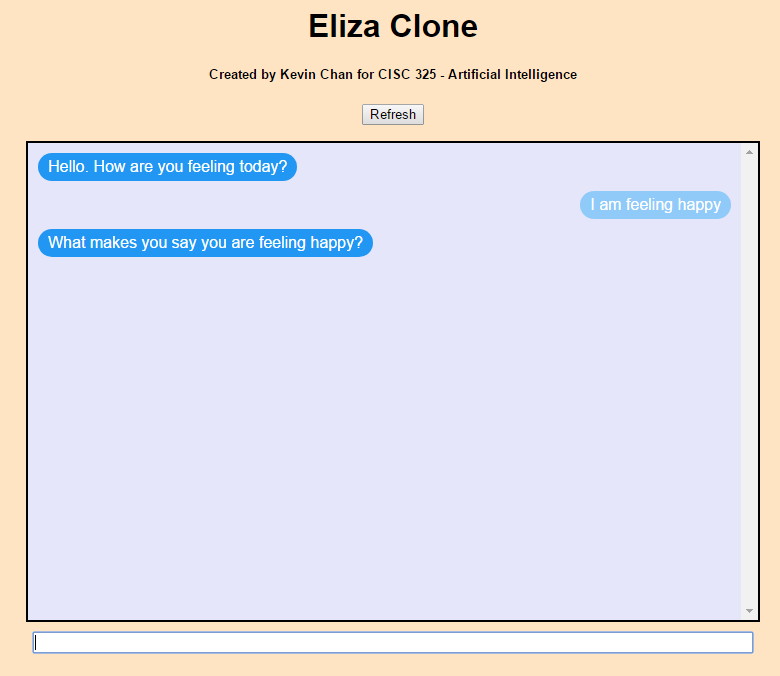 Eliza Clone
Created by Kevin Chan for CISC 325 - Artificial Intelligence
Refresh
Hello. How are you feeling today?
I am feeling happy
What makes you say you are feeling happy?